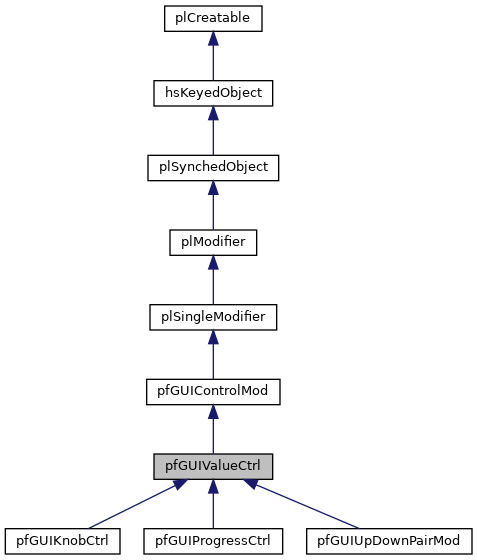 plCreatable
hsKeyedObject
plSynchedObject
plModifier
plSingleModifier
pfGUIControlMod
pfGUIValueCtrl
pfGUIKnobCtrl
pfGUIProgressCtrl
pfGUIUpDownPairMod